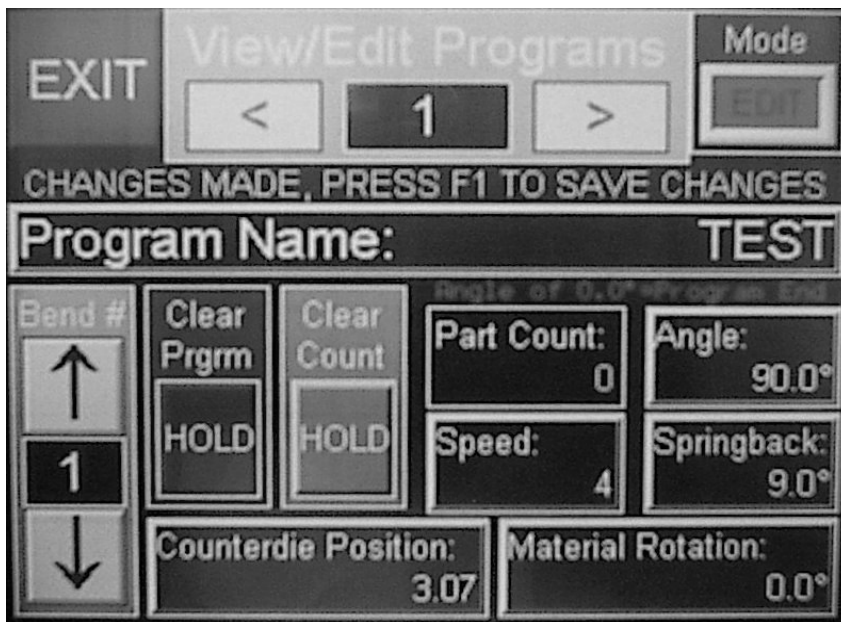 EXIT
View/Edit Programs
Mode
<
1
>
EDIT
CHANGES MADE, PRESS F1 TO SAVE CHANGES
Program Name:
TEST
Angle of 0.0°=Program End
Bend #
1
Clear
Prgrm
HOLD
Clear
Count
HOLD
Part Count:
0
Angle:
90.0°
Speed:
4
Springback:
9.0°
Counterdie Position:
3.07
Material Rotation:
0.0°